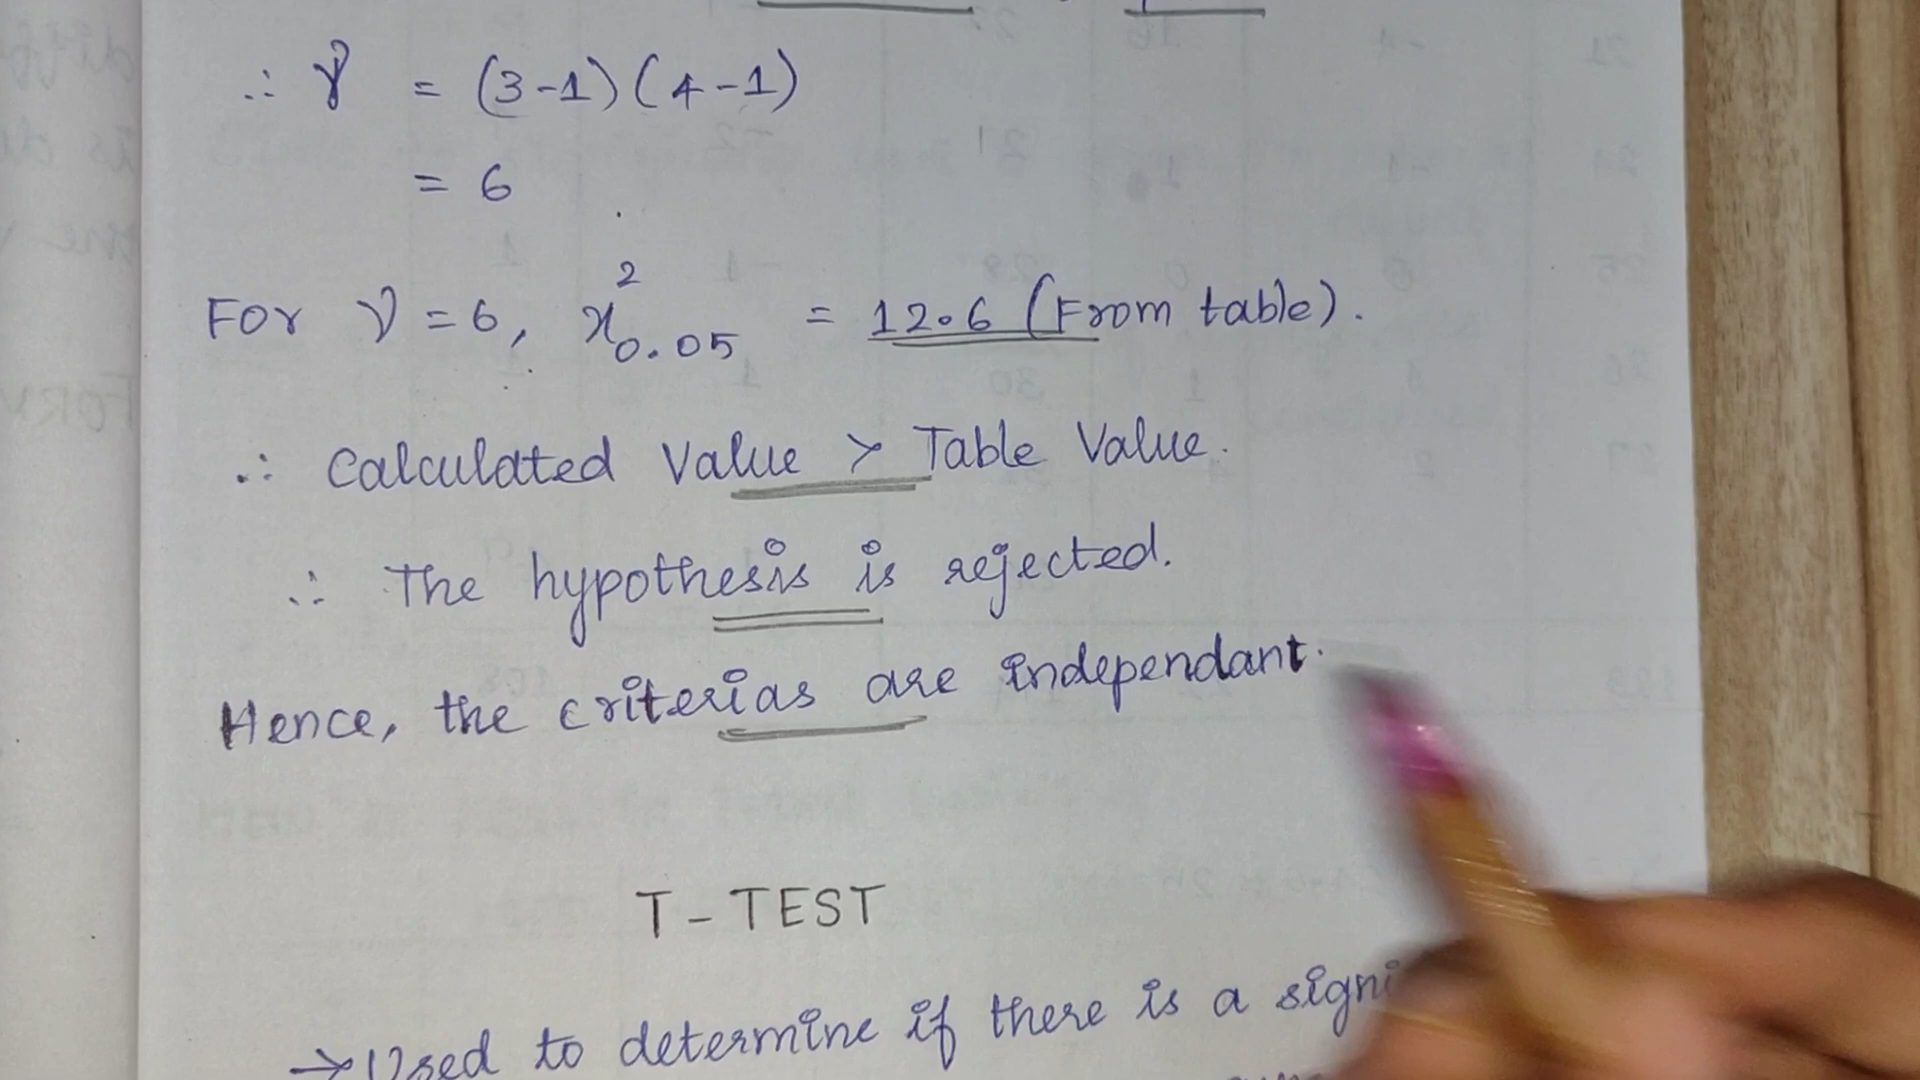 ∴ γ = (3-1)(4-1)
= 6
For ν = 6, χ²0.05 = 12.6 (From table).
∴ Calculated Value > Table Value.
∴ The hypothesis is rejected.
Hence, the criterias are independant.
T-TEST
→ Used to determine if there is a signi